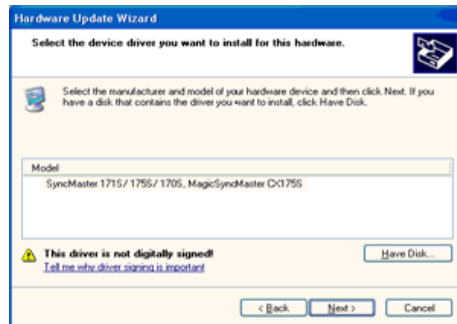 Hardware Update Wizard
Select the device driver you want to install for this hardware.
Select the manufacturer and model of your hardware device and then click Next. If you
have a disk that contains the driver you want to install, click Have Disk.
Model
SyncMaster 171S/ 175S/ 170S, MagicSyncMaster CX175S
This driver is not digitally signed!
Have Disk...
Tell me why driver signing is important
< Back
Next >
Cancel